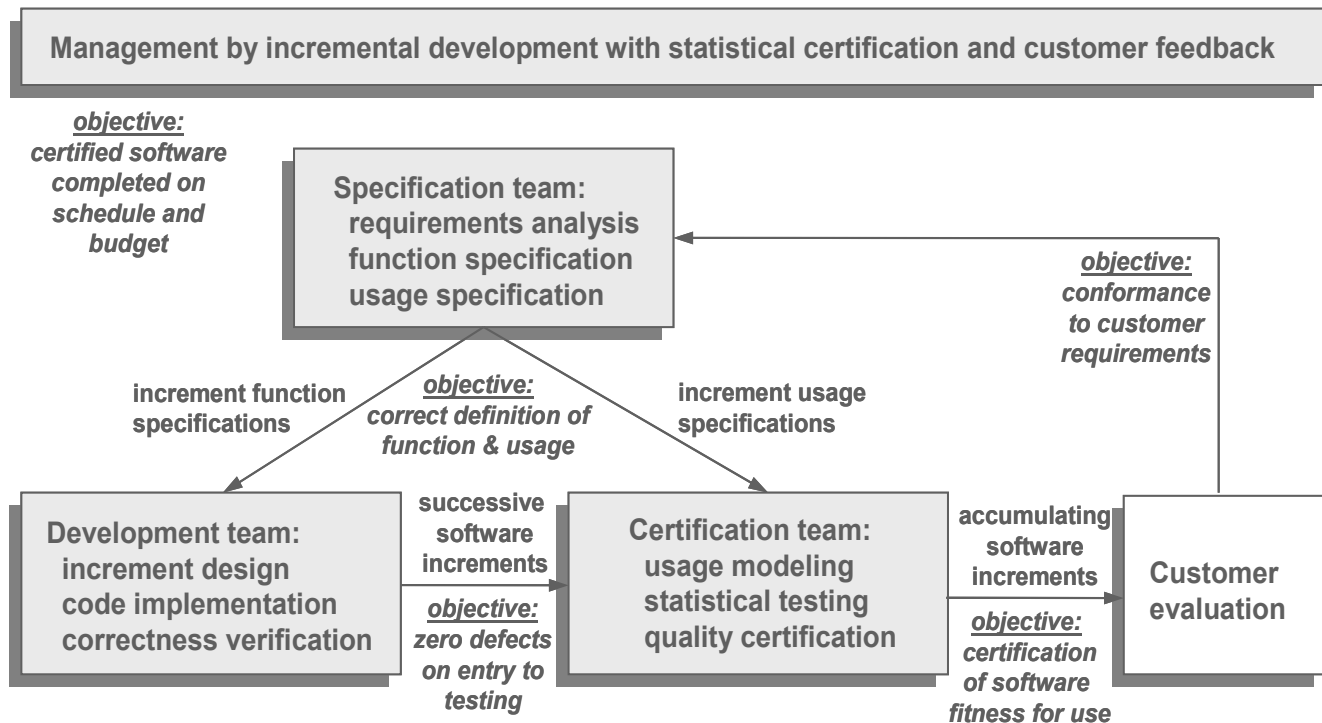 Management by incremental development with statistical certification and customer feedback
objective:
certified software
completed on
schedule and
budget
Specification team:
requirements analysis
function specification
usage specification
objective:
conformance
to customer
requirements
increment function
specifications
objective:
correct definition of
function & usage
increment usage
specifications
Development team:
increment design
code implementation
correctness verification
successive
software
increments
objective:
zero defects
on entry to
testing
Certification team:
usage modeling
statistical testing
quality certification
accumulating
software
increments
objective:
certification
of software
fitness for use
Customer
evaluation